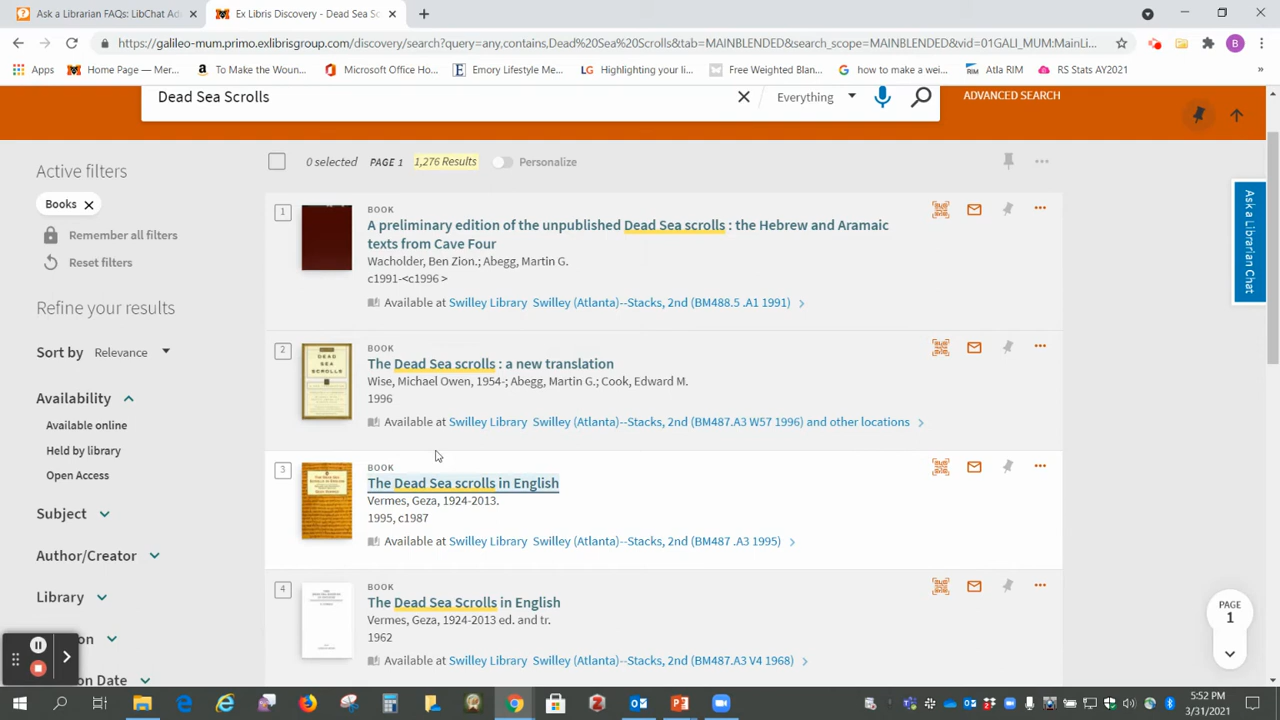 Ask a Librarian FAQs: LibChat Ad
Ex Libris Discovery - Dead Sea Sc
https://galileo-mum.primo.exlibrisgroup.com/discovery/search?query=any,contains,Dead%20Sea%20Scrolls&tab=MAINBLENDED&search_scope=MAINBLENDED&vid=01GALI_MUM:MainLi...
B
Apps
Home Page — Mer...
To Make the Woun...
Microsoft Office Ho...
Emory Lifestyle Me...
LG Highlighting your li...
Free Weighted Blan...
how to make a wei...
RIM Atla RIM
RS Stats AY2021
»
Dead Sea Scrolls
Everything
ADVANCED SEARCH
Active filters
Books
Remember all filters
Reset filters
Refine your results
Sort by Relevance
Availability
Available online
Held by library
Open Access
Subject
Author/Creator
Library
on
on Date
0 selected PAGE 1 1,276 Results Personalize
1
BOOK
A preliminary edition of the unpublished Dead Sea scrolls : the Hebrew and Aramaic
texts from Cave Four
Wacholder, Ben Zion.; Abegg, Martin G.
c1991-<c1996 >
Available at Swilley Library Swilley (Atlanta)--Stacks, 2nd (BM488.5 .A1 1991)
2
DEAD
SEA
SCROLLS
BOOK
The Dead Sea scrolls : a new translation
Wise, Michael Owen, 1954-; Abegg, Martin G.; Cook, Edward M.
1996
Available at Swilley Library Swilley (Atlanta)--Stacks, 2nd (BM487.A3 W57 1996) and other locations
3
BOOK
The Dead Sea scrolls in English
Vermes, Geza, 1924-2013.
1995, c1987
Available at Swilley Library Swilley (Atlanta)--Stacks, 2nd (BM487 .A3 1995)
4
BOOK
The Dead Sea Scrolls in English
Vermes, Geza, 1924-2013 ed. and tr.
1962
Available at Swilley Library Swilley (Atlanta)--Stacks, 2nd (BM487.A3 V4 1968)
Ask a Librarian Chat
PAGE
1
5:52 PM
3/31/2021